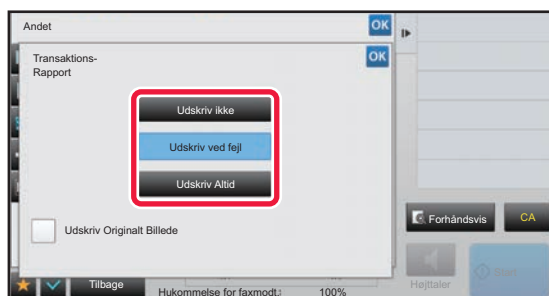 Andet
OK
Transaktions-
Rapport
OK
Udskriv ikke
Udskriv ved fejl
Udskriv Altid
Udskriv Originalt Billede
Forhåndsvis
CA
Start
Højttaler
Tilbage
Hukommelse for faxmodt.:
100%